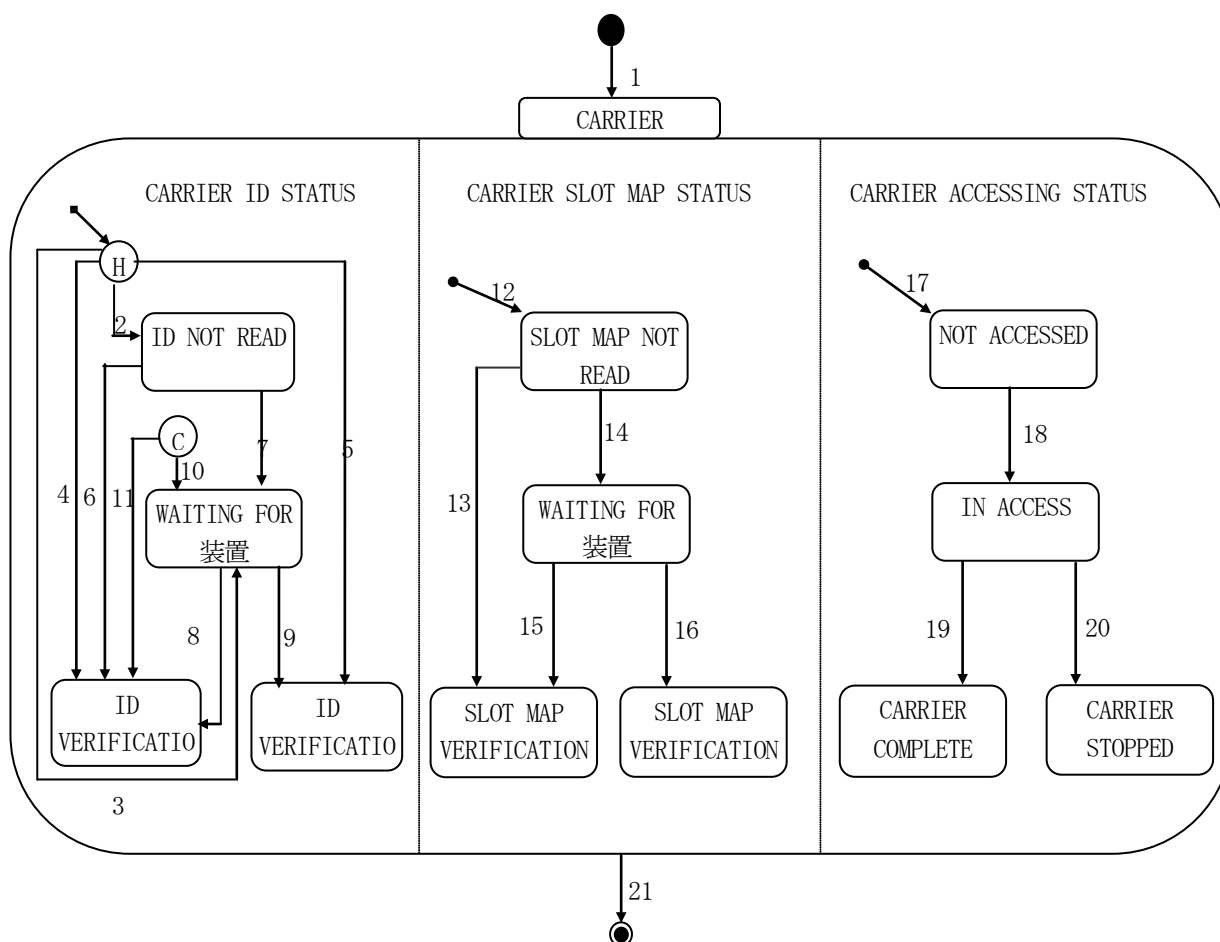 1
CARRIER
CARRIER ID STATUS
CARRIER SLOT MAP STATUS
CARRIER ACCESSING STATUS
H
2
ID NOT READ
12
SLOT MAP NOT
READ
17
NOT ACCESSED
C
7
5
10
4
6
11
WAITING FOR
装置
14
13
WAITING FOR
装置
18
IN ACCESS
8
9
15
16
19
20
ID
VERIFICATIO
ID
VERIFICATIO
SLOT MAP
VERIFICATION
SLOT MAP
VERIFICATION
CARRIER
COMPLETE
CARRIER
STOPPED
3
21